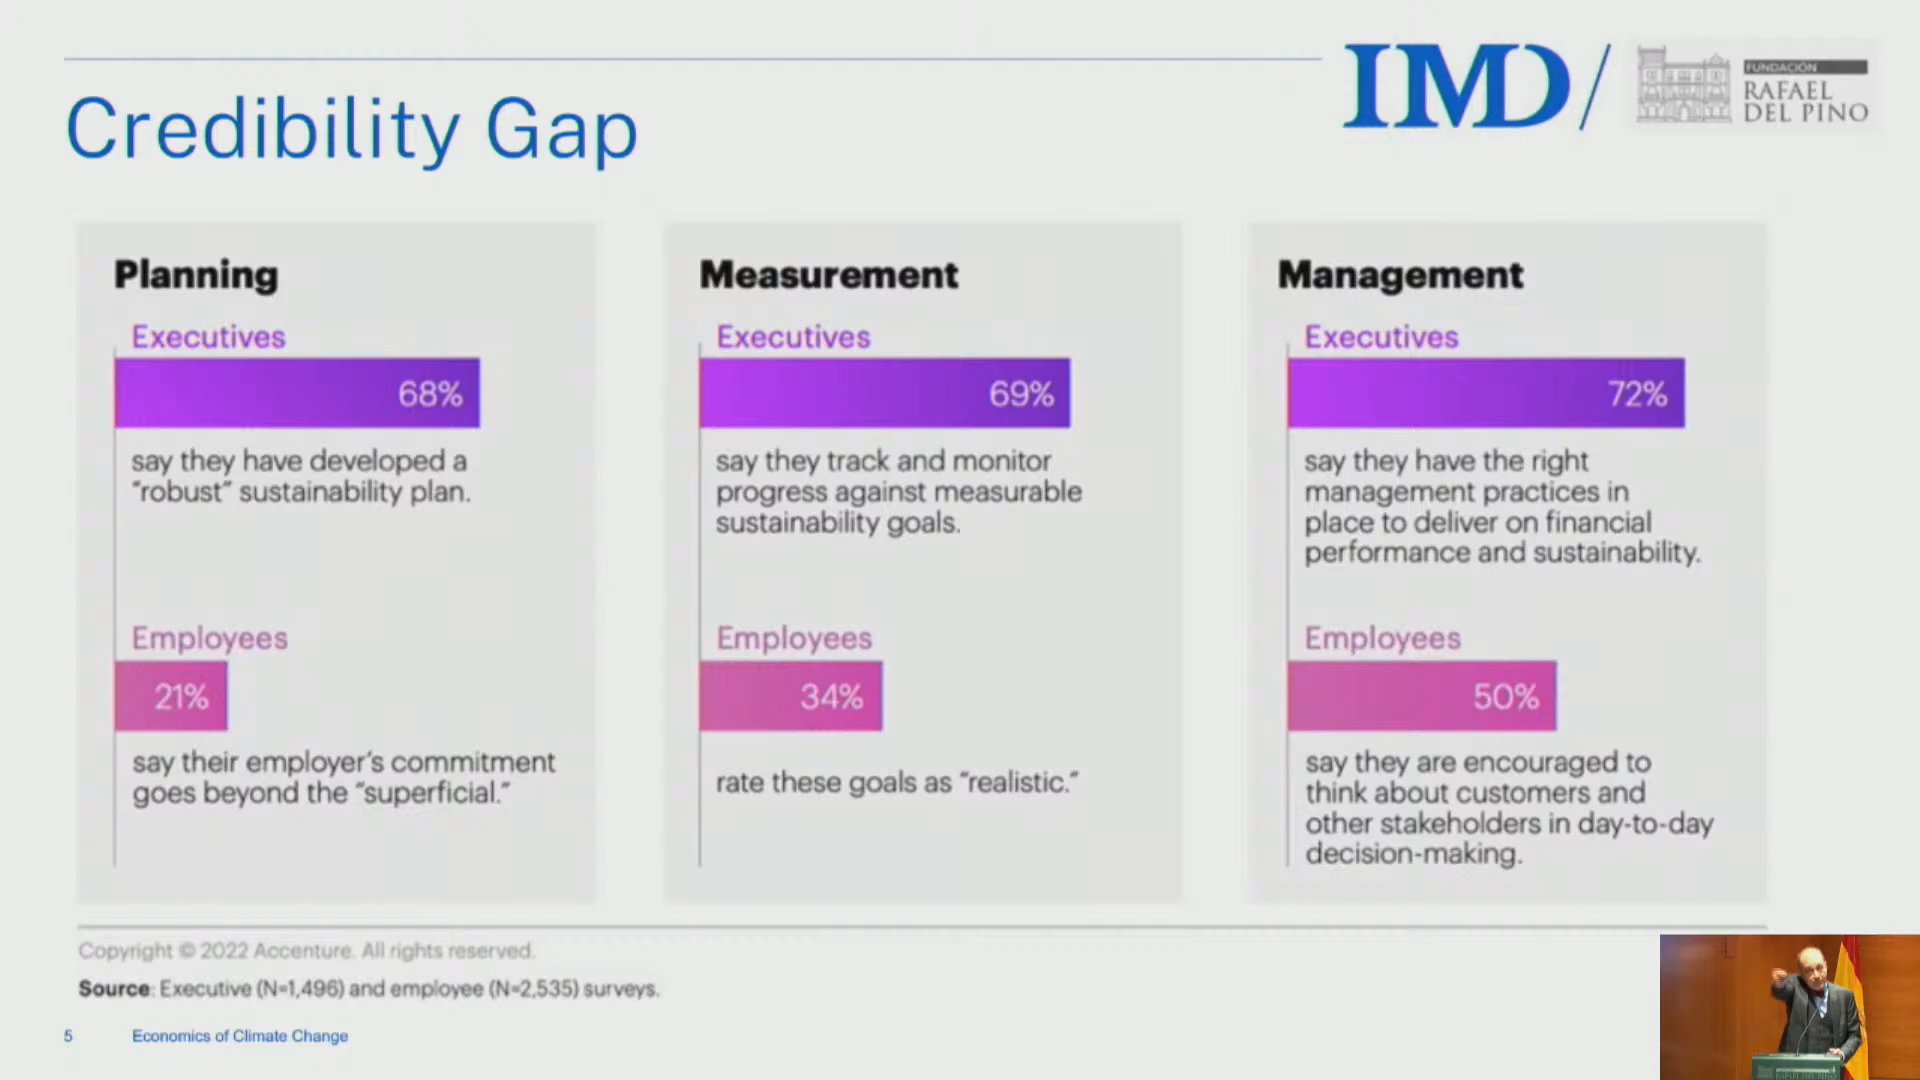 IMD
FUNDACIÓN
RAFAEL
DEL PINO
Credibility Gap
Planning
Executives
68%
say they have developed a
“robust” sustainability plan.
Employees
21%
say their employer’s commitment
goes beyond the “superficial.”
Measurement
Executives
69%
say they track and monitor
progress against measurable
sustainability goals.
Employees
34%
rate these goals as “realistic.”
Management
Executives
72%
say they have the right
management practices in
place to deliver on financial
performance and sustainability.
Employees
50%
say they are encouraged to
think about customers and
other stakeholders in day-to-day
decision-making.
Copyright © 2022 Accenture. All rights reserved.
Source: Executive (N=1,496) and employee (N=2,535) surveys.
5 Economics of Climate Change
RAFAEL DEL PINO